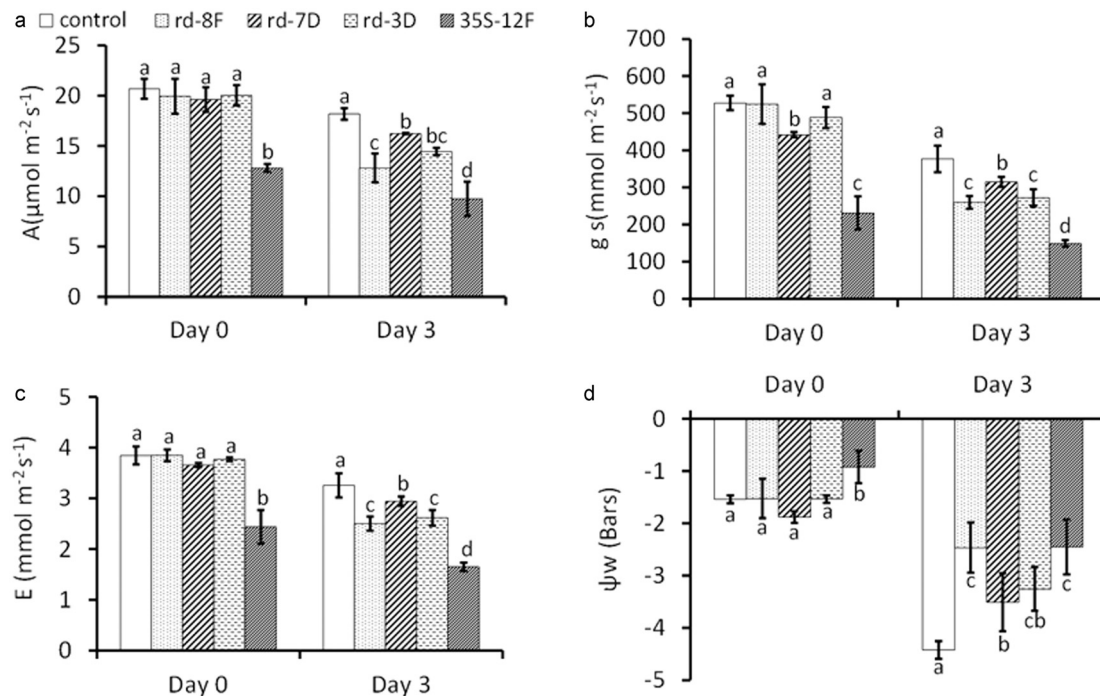 a control rd-8F rd-7D rd-3D 35S-12F
A(μmol m⁻² s⁻¹)
25
20
15
10
5
0
a a a a b
a c b bc d
Day 0 Day 3
b
g s(mmol m⁻² s⁻¹)
700
600
500
400
300
200
100
0
a a b a c
a c b c d
Day 0 Day 3
c
E (mmol m⁻² s⁻¹)
5
4
3
2
1
0
a a a a b
a c b c d
Day 0 Day 3
d
Day 0 Day 3
ψw (Bars)
0
-1
-2
-3
-4
-5
a a a a b
a c b cb c